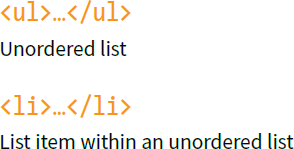 <ul>…</ul>
Unordered list
<li>…</li>
List item within an unordered list